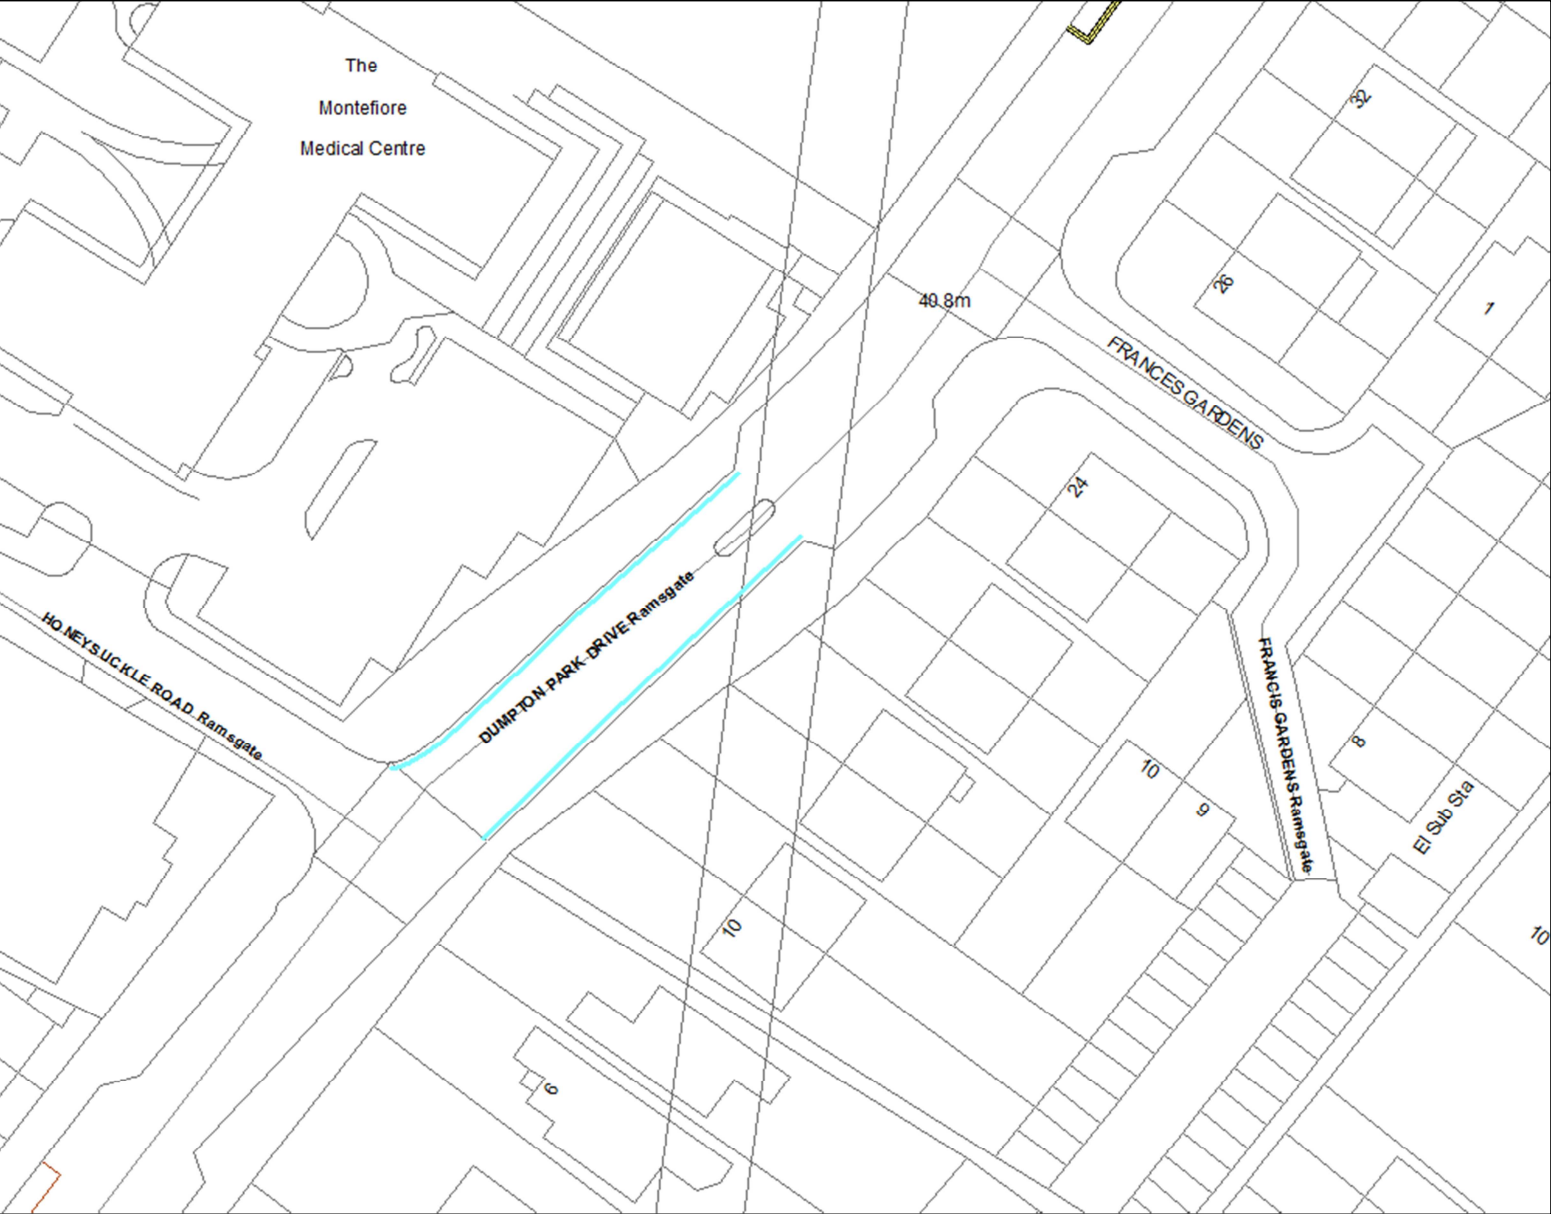 The
Montefiore
Medical Centre
32
26
1
40.8m
FRANCES GARDENS
24
DUMPTON PARK DRIVE Ramsgate
HONEYSUCKLE ROAD Ramsgate
FRANCIS GARDENS Ramsgate
8
10
9
El Sub Sta
10
10
6